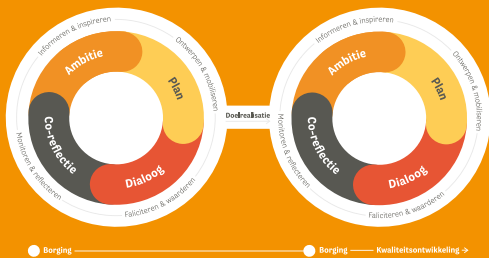 Informeren & inspireren
Ontwerpen & mobiliseren
Faciliteren & waarderen
Monitoren & reflecteren
Ambitie
Plan
Dialoog
Co-reflectie
Doelrealisatie
Informeren & inspireren
Ontwerpen & mobiliseren
Faciliteren & waarderen
Monitoren & reflecteren
Ambitie
Plan
Dialoog
Co-reflectie
Borging
Borging
Kwaliteitsontwikkeling →